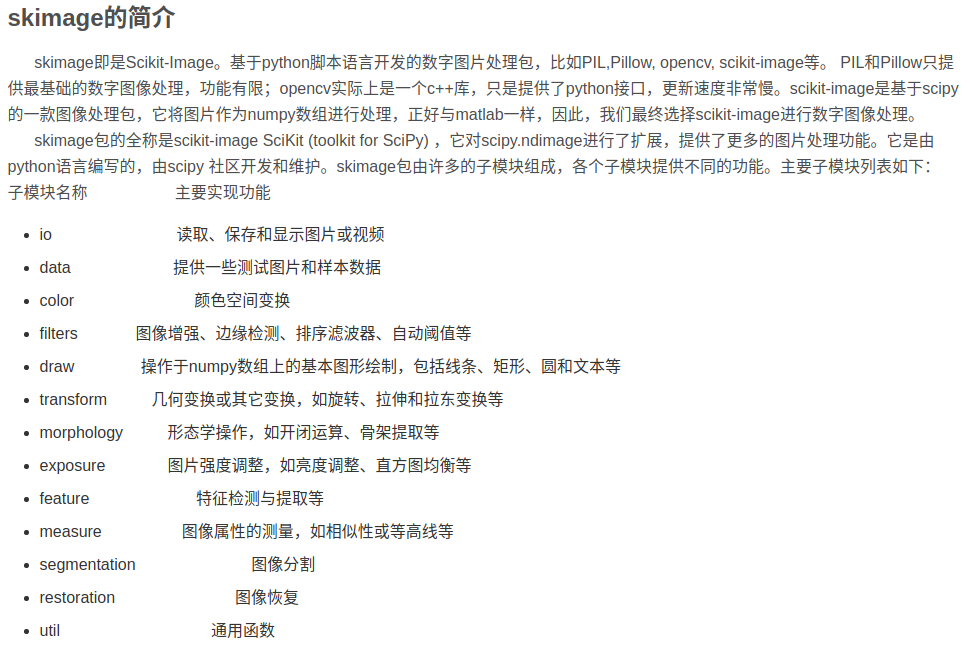 skimage的简介
skimage即是Scikit-Image。基于python脚本语言开发的数字图片处理包，比如PIL,Pillow, opencv, scikit-image等。 PIL和Pillow只提
供最基础的数字图像处理，功能有限；opencv实际上是一个c++库，只是提供了python接口，更新速度非常慢。scikit-image是基于scipy
的一款图像处理包，它将图片作为numpy数组进行处理，正好与matlab一样，因此，我们最终选择scikit-image进行数字图像处理。
skimage包的全称是scikit-image SciKit (toolkit for SciPy) ，它对scipy.ndimage进行了扩展，提供了更多的图片处理功能。它是由
python语言编写的，由scipy 社区开发和维护。skimage包由许多的子模块组成，各个子模块提供不同的功能。主要子模块列表如下：
子模块名称 主要实现功能
• io 读取、保存和显示图片或视频
• data 提供一些测试图片和样本数据
• color 颜色空间变换
• filters 图像增强、边缘检测、排序滤波器、自动阈值等
• draw 操作于numpy数组上的基本图形绘制，包括线条、矩形、圆和文本等
• transform 几何变换或其它变换，如旋转、拉伸和拉东变换等
• morphology 形态学操作，如开闭运算、骨架提取等
• exposure 图片强度调整，如亮度调整、直方图均衡等
• feature 特征检测与提取等
• measure 图像属性的测量，如相似性或等高线等
• segmentation 图像分割
• restoration 图像恢复
• util 通用函数